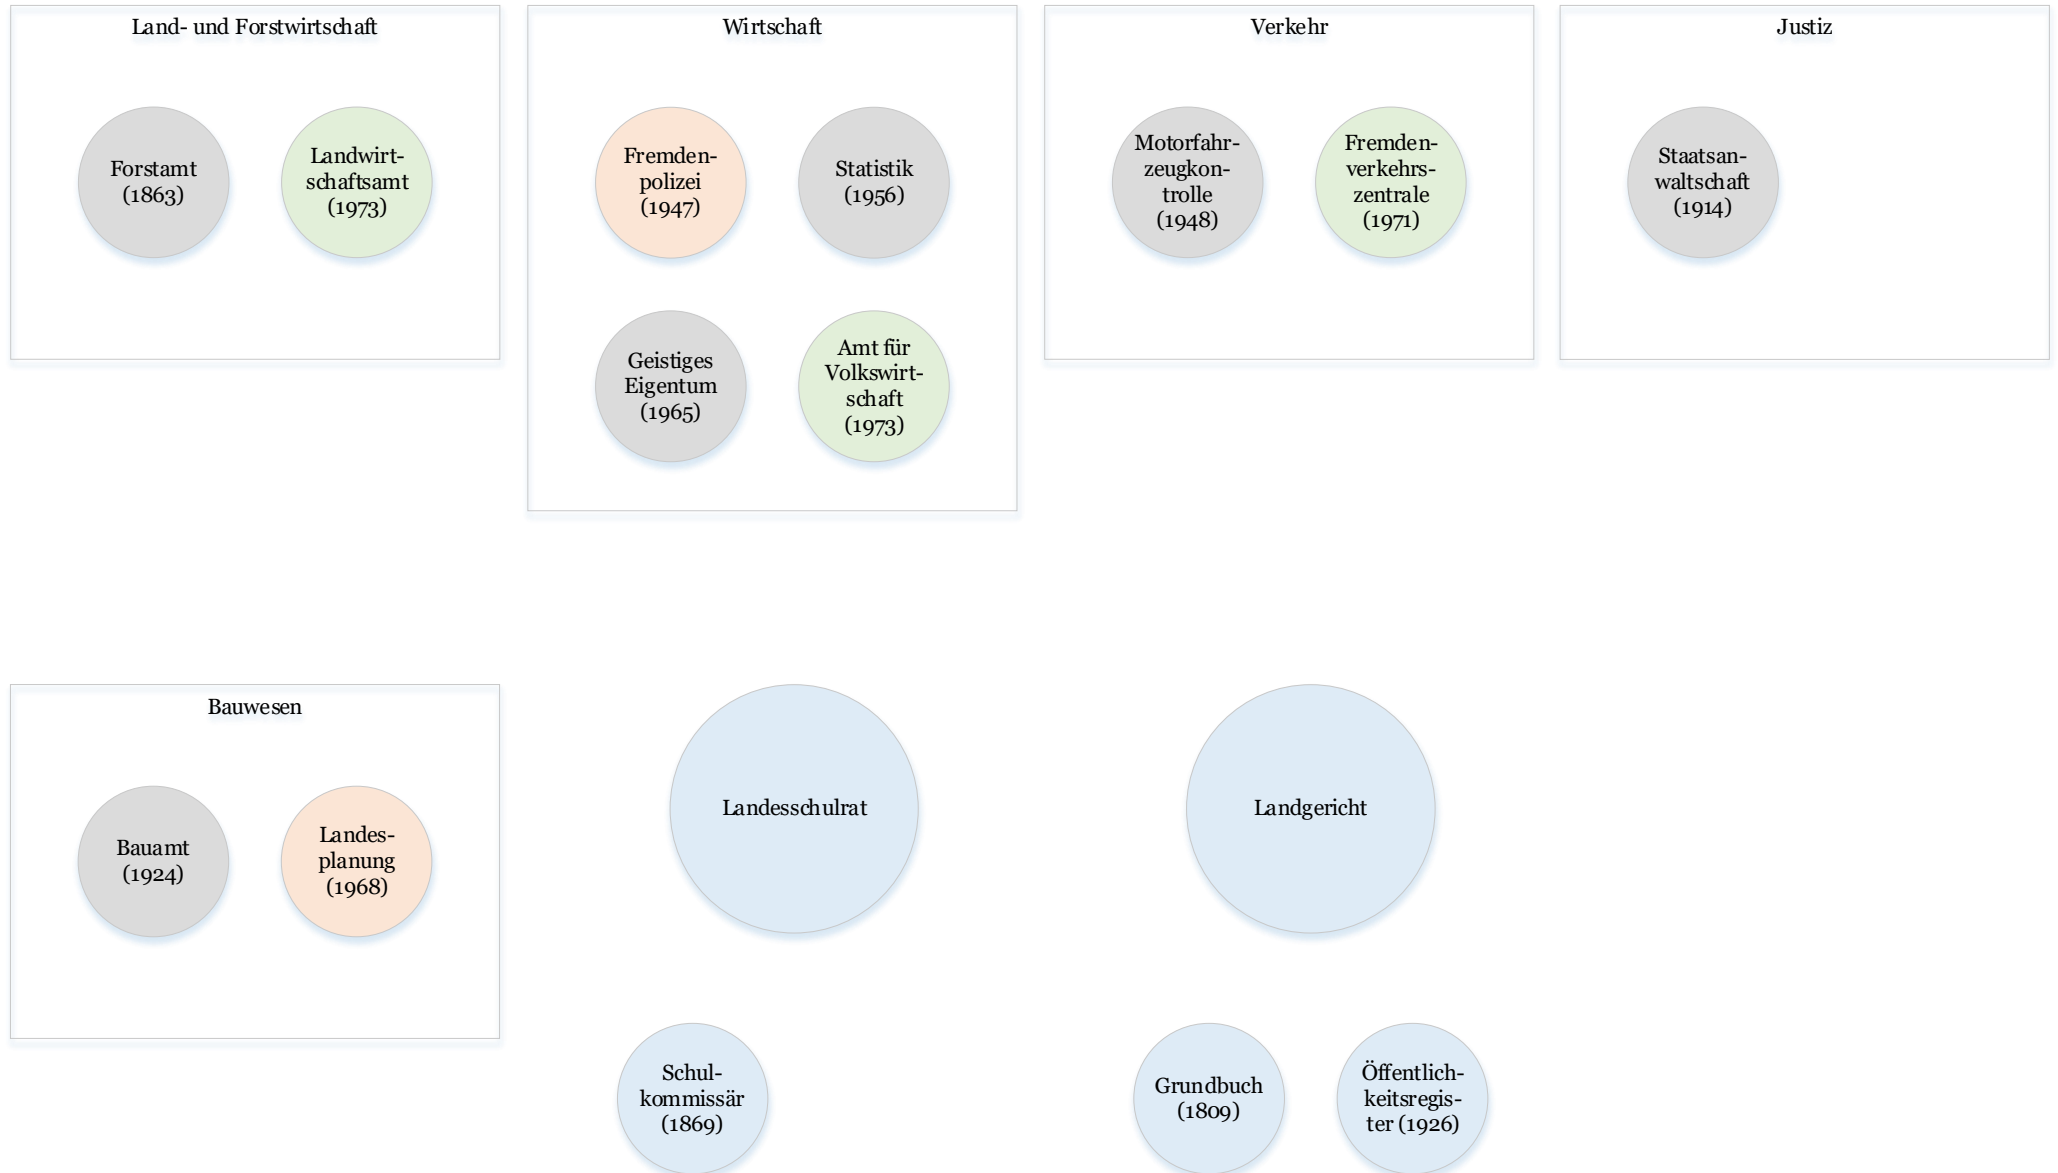 Land- und Forstwirtschaft
Forstamt
(1863)
Landwirt-
schaftsamt
(1973)
Wirtschaft
Fremden-
polizei
(1947)
Statistik
(1956)
Geistiges
Eigentum
(1965)
Amt für
Volkswirt-
schaft
(1973)
Verkehr
Motorfahr-
zeugkon-
trolle
(1948)
Fremden-
verkehrs-
zentrale
(1971)
Justiz
Staatsan-
waltschaft
(1914)
Bauwesen
Bauamt
(1924)
Landes-
planung
(1968)
Landesschulrat
Schul-
kommissär
(1869)
Landgericht
Grundbuch
(1809)
Öffentlich-
keitsregis-
ter (1926)